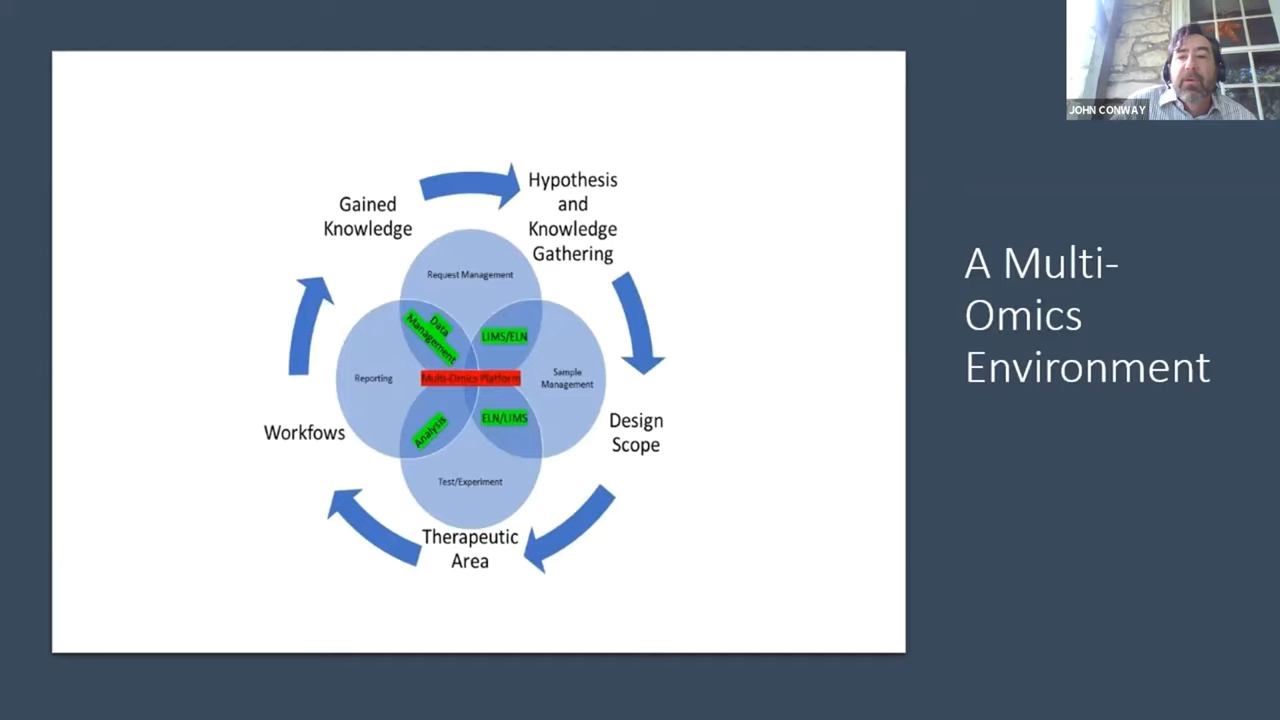 JOHN CONWAY
Hypothesis
and
Knowledge
Gathering
Gained
Knowledge
Request Management
Data
Management
LIMS/ELN
Reporting
Multi-Omics Platform
Sample
Management
Analysis
ELN/LIMS
Workfows
Design
Scope
Test/Experiment
Therapeutic
Area
A Multi-
Omics
Environment